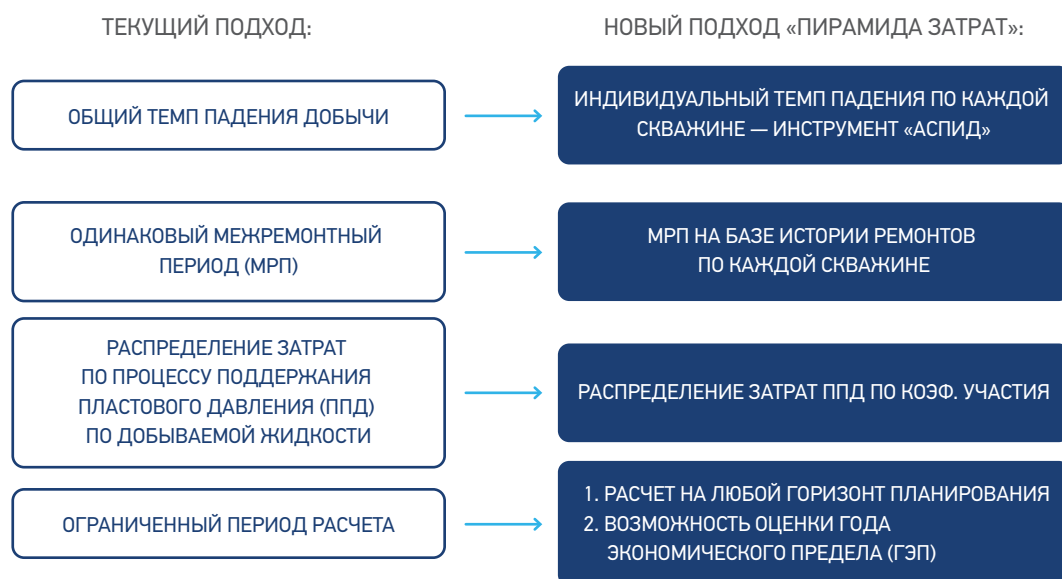 ТЕКУЩИЙ ПОДХОД:
НОВЫЙ ПОДХОД «ПИРАМИДА ЗАТРАТ»:
ОБЩИЙ ТЕМП ПАДЕНИЯ ДОБЫЧИ
ИНДИВИДУАЛЬНЫЙ ТЕМП ПАДЕНИЯ ПО КАЖДОЙ
СКВАЖИНЕ — ИНСТРУМЕНТ «АСПИД»
ОДИНАКОВЫЙ МЕЖРЕМОНТНЫЙ
ПЕРИОД (МРП)
МРП НА БАЗЕ ИСТОРИИ РЕМОНТОВ
ПО КАЖДОЙ СКВАЖИНЕ
РАСПРЕДЕЛЕНИЕ ЗАТРАТ
ПО ПРОЦЕССУ ПОДДЕРЖАНИЯ
ПЛАСТОВОГО ДАВЛЕНИЯ (ППД)
ПО ДОБЫВАЕМОЙ ЖИДКОСТИ
РАСПРЕДЕЛЕНИЕ ЗАТРАТ ППД ПО КОЭФ. УЧАСТИЯ
ОГРАНИЧЕННЫЙ ПЕРИОД РАСЧЕТА
1. РАСЧЕТ НА ЛЮБОЙ ГОРИЗОНТ ПЛАНИРОВАНИЯ
2. ВОЗМОЖНОСТЬ ОЦЕНКИ ГОДА
ЭКОНОМИЧЕСКОГО ПРЕДЕЛА (ГЭП)